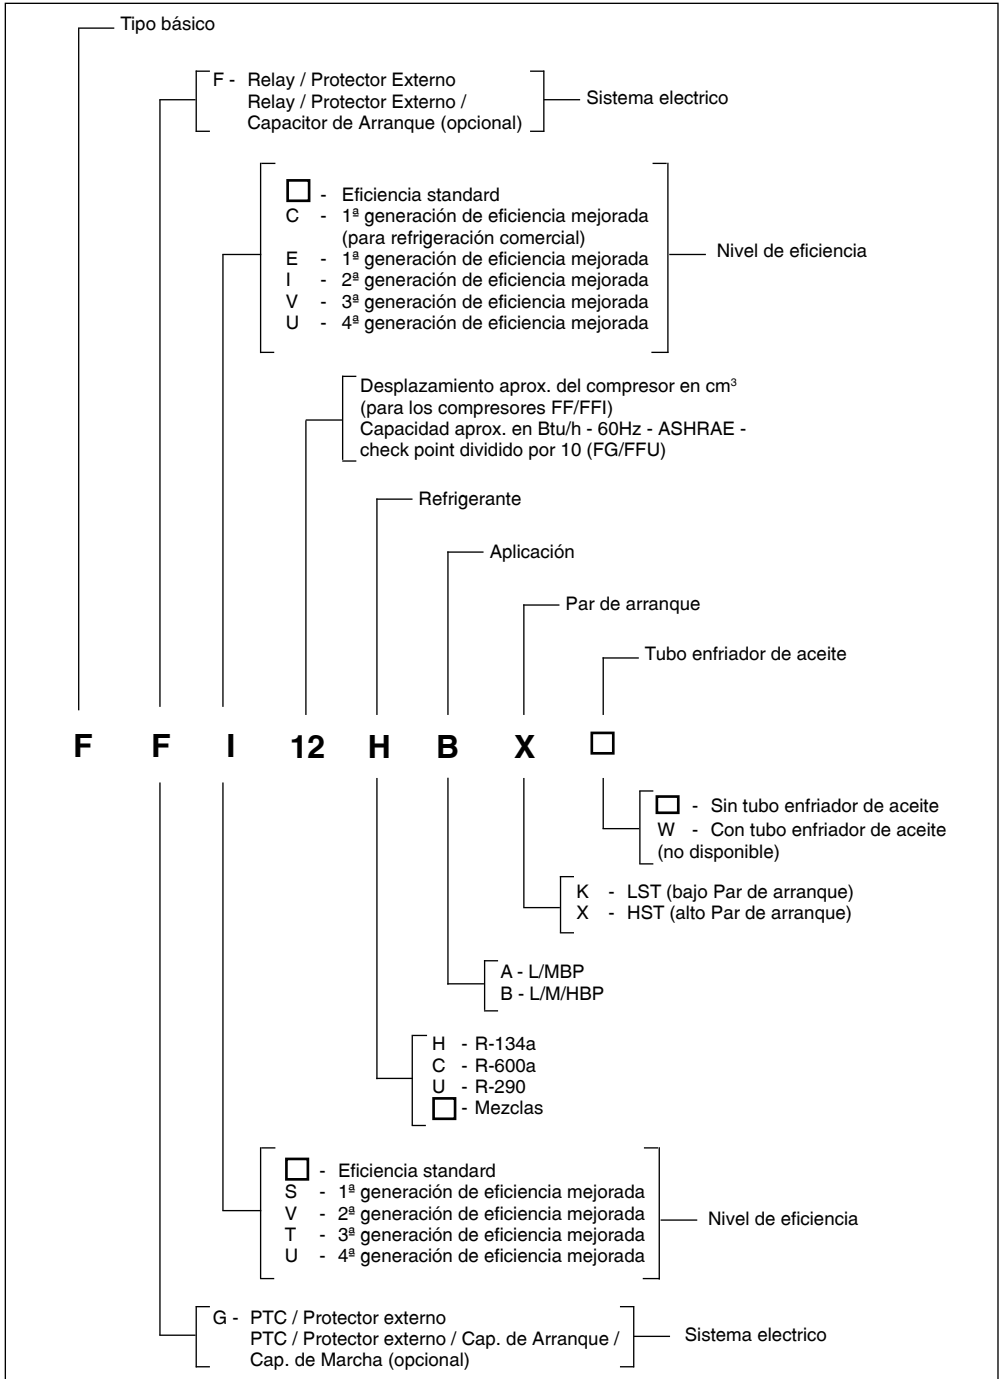 Tipo básico
F - Relay / Protector Externo
Relay / Protector Externo /
Capacitor de Arranque (opcional)
Sistema electrico
- Eficiencia standard
C - 1ª generación de eficiencia mejorada
(para refrigeración comercial)
E - 1ª generación de eficiencia mejorada
I - 2ª generación de eficiencia mejorada
V - 3ª generación de eficiencia mejorada
U - 4ª generación de eficiencia mejorada
Nivel de eficiencia
Desplazamiento aprox. del compresor en cm³
(para los compresores FF/FFI)
Capacidad aprox. en Btu/h - 60Hz - ASHRAE -
check point dividido por 10 (FG/FFU)
Refrigerante
Aplicación
Par de arranque
Tubo enfriador de aceite
F F I 12 H B X
- Sin tubo enfriador de aceite
W - Con tubo enfriador de aceite
(no disponible)
K - LST (bajo Par de arranque)
X - HST (alto Par de arranque)
A - L/MBP
B - L/M/HBP
H - R-134a
C - R-600a
U - R-290
- Mezclas
- Eficiencia standard
S - 1ª generación de eficiencia mejorada
V - 2ª generación de eficiencia mejorada
T - 3ª generación de eficiencia mejorada
U - 4ª generación de eficiencia mejorada
Nivel de eficiencia
G - PTC / Protector externo
PTC / Protector externo / Cap. de Arranque /
Cap. de Marcha (opcional)
Sistema electrico